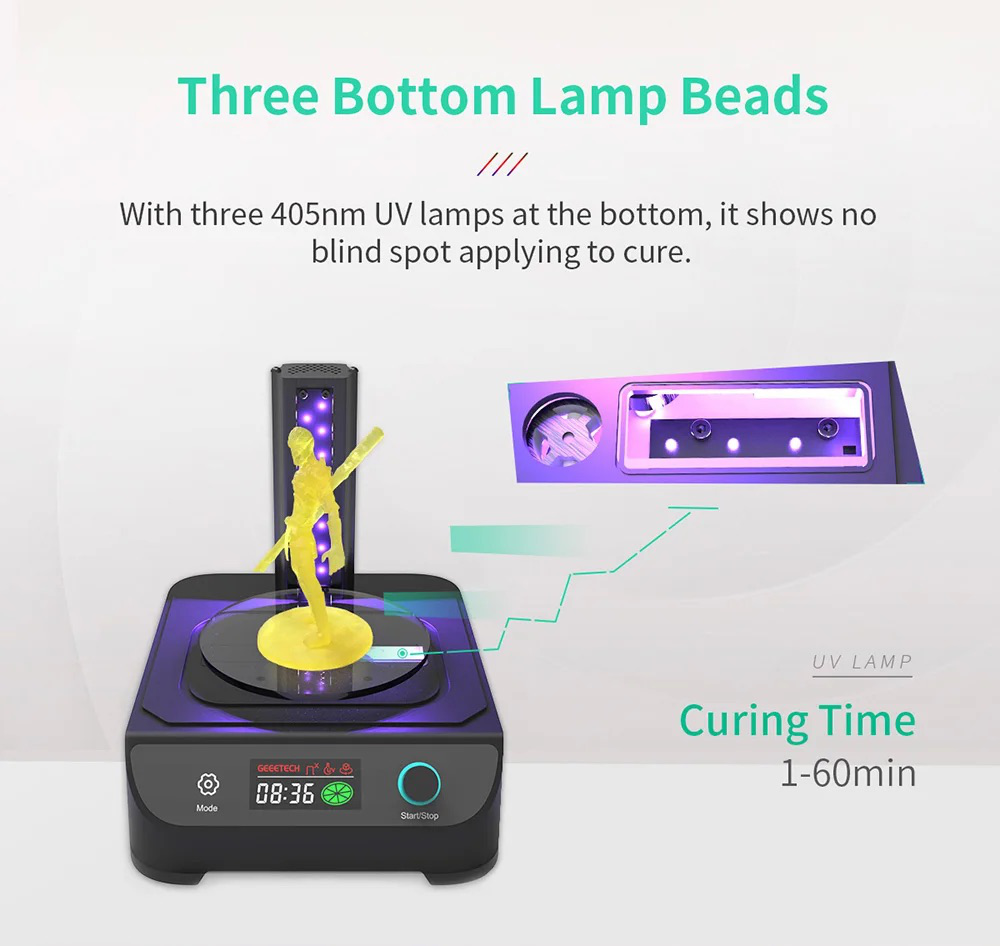 Three Bottom Lamp Beads
With three 405nm UV lamps at the bottom, it shows no
blind spot applying to cure.
UV LAMP
Curing Time
1-60min
GEEETECH
UV
08:36
Mode
Start/Stop